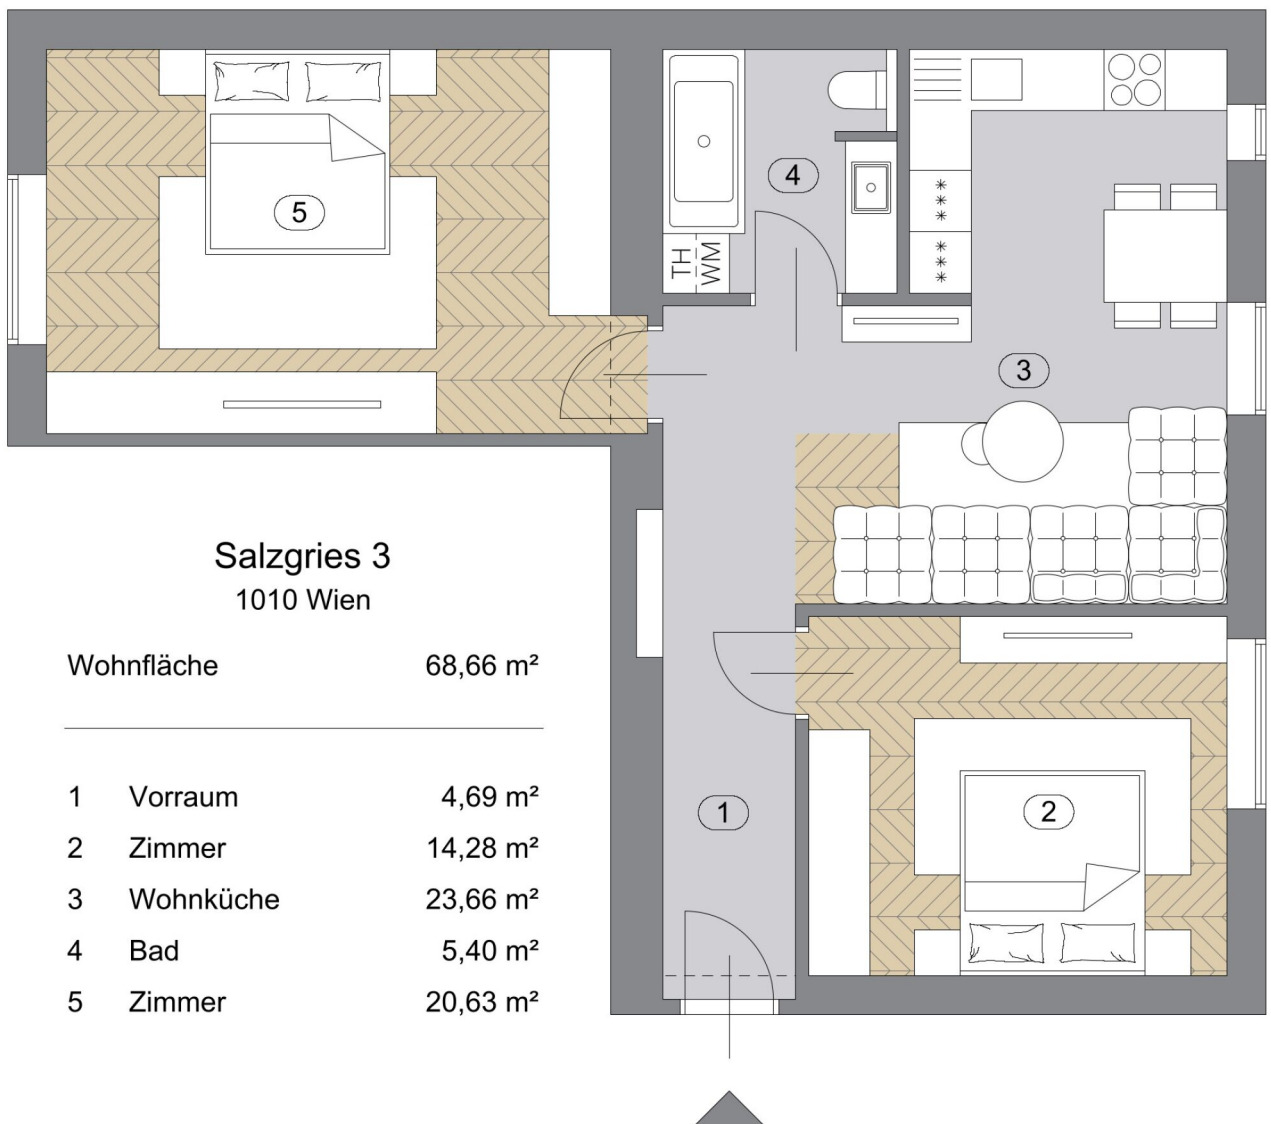 5
4
TH
WM
3
Salzgries 3
1010 Wien
Wohnfläche 68,66 m²
1 Vorraum 4,69 m²
2 Zimmer 14,28 m²
3 Wohnküche 23,66 m²
4 Bad 5,40 m²
5 Zimmer 20,63 m²
1
2